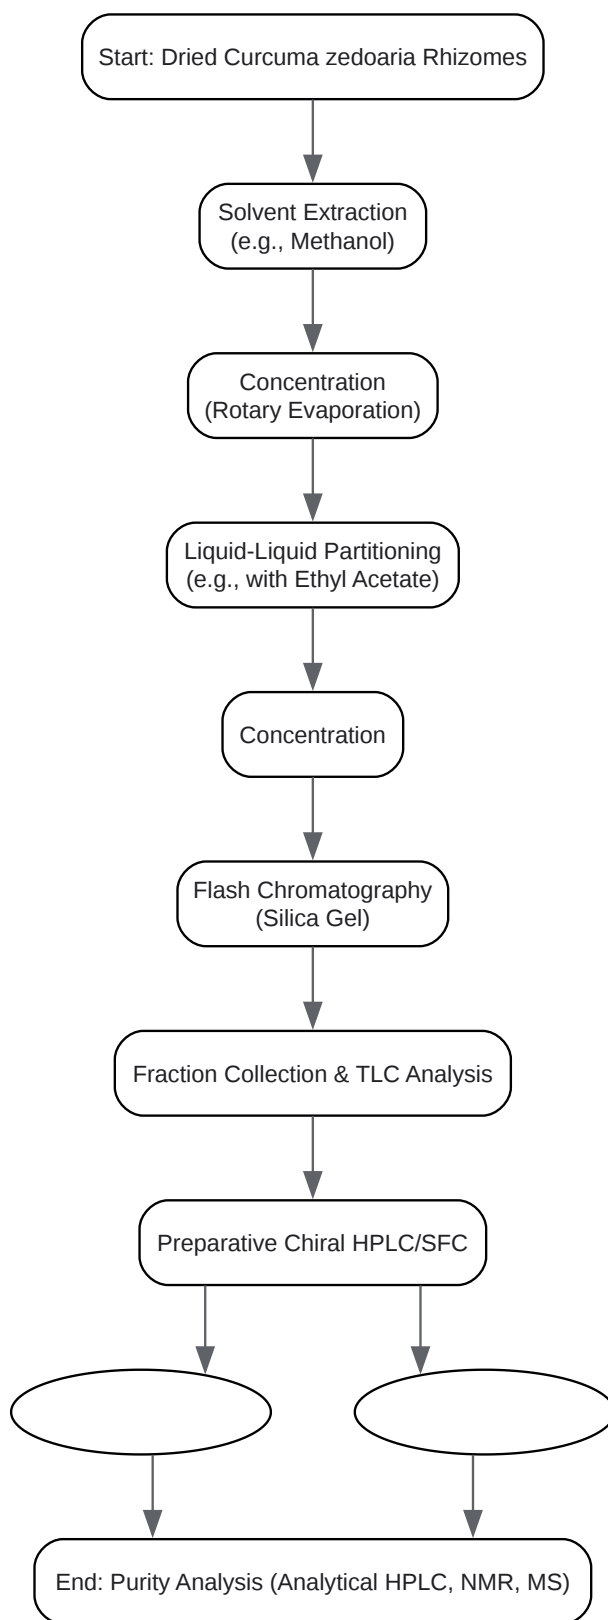 Start: Dried Curcuma zedoaria Rhizomes
Solvent Extraction
(e.g., Methanol)
Concentration
(Rotary Evaporation)
Liquid-Liquid Partitioning
(e.g., with Ethyl Acetate)
Concentration
Flash Chromatography
(Silica Gel)
Fraction Collection & TLC Analysis
Preparative Chiral HPLC/SFC
End: Purity Analysis (Analytical HPLC, NMR, MS)